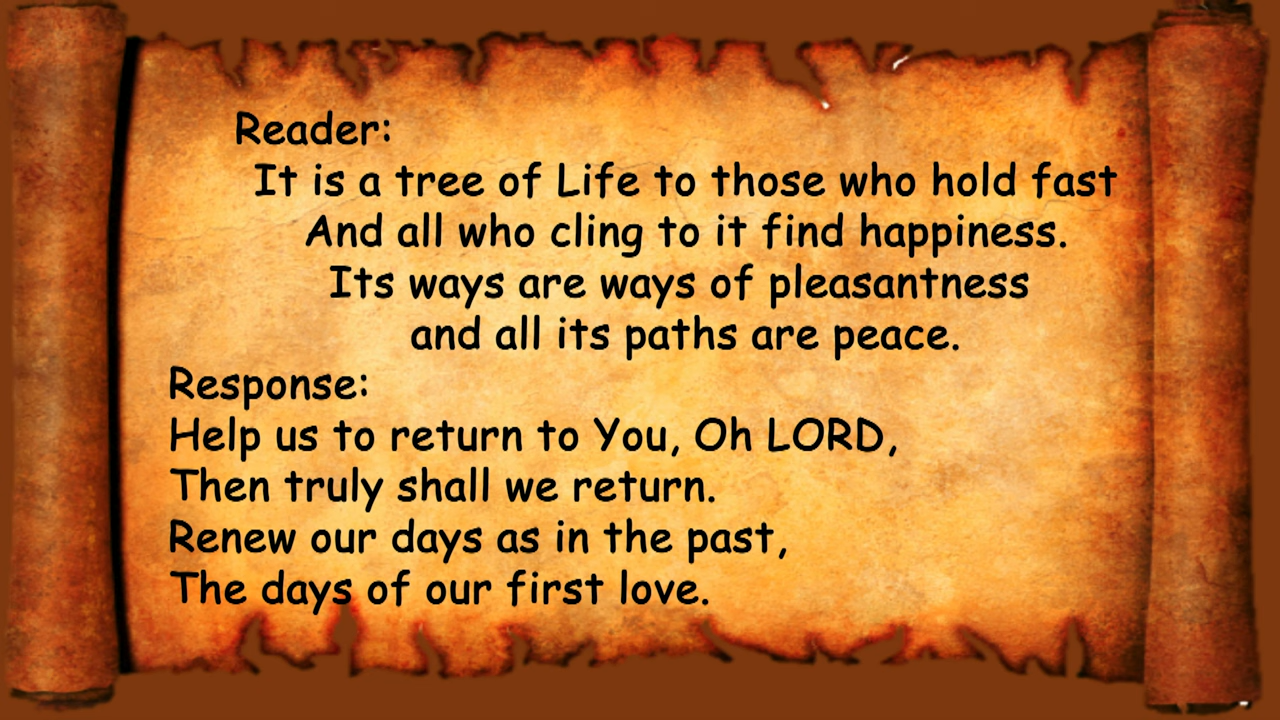 Reader:
It is a tree of Life to those who hold fast
And all who cling to it find happiness.
Its ways are ways of pleasantness
and all its paths are peace.
Response:
Help us to return to You, Oh LORD,
Then truly shall we return.
Renew our days as in the past,
The days of our first love.